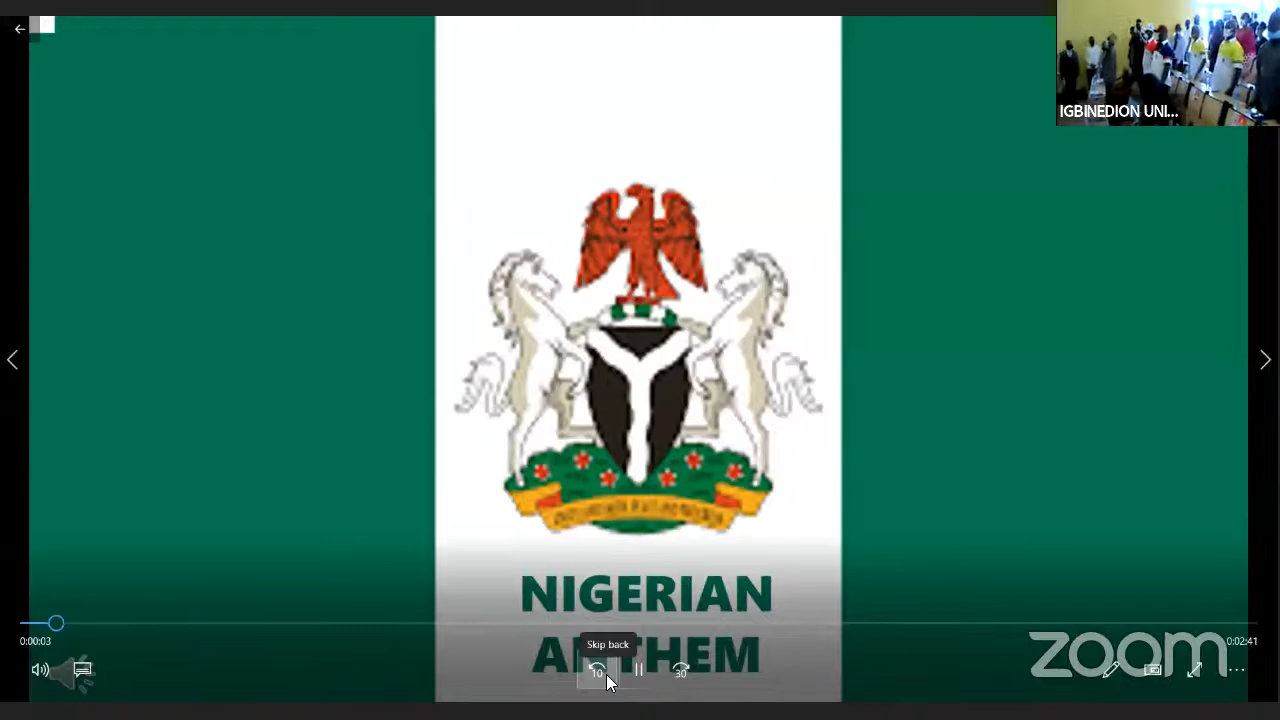 IGBINEDION UNI...
NIGERIAN
ANTHEM
Skip back
0:00:03
0:02:41
10
30
zoom